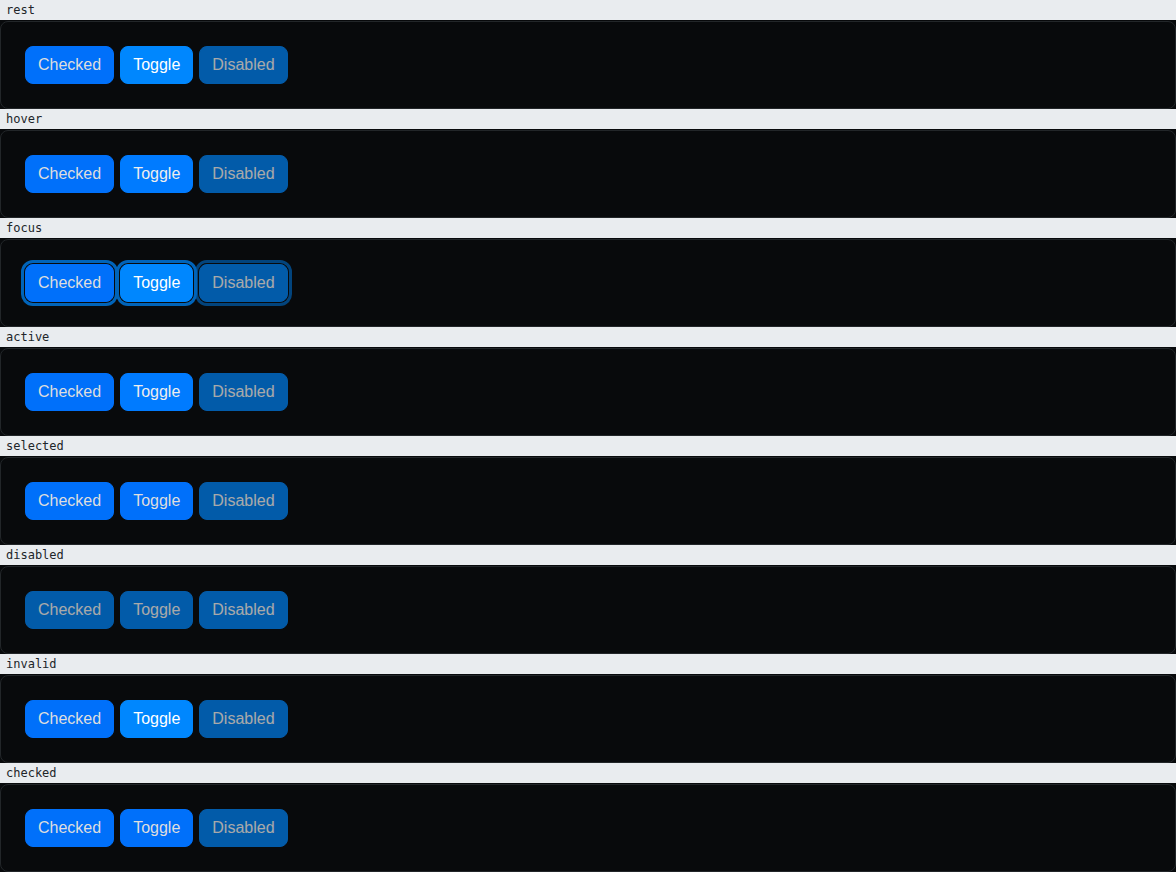 rest
Checked Toggle Disabled
hover
Checked Toggle Disabled
focus
Checked Toggle Disabled
active
Checked Toggle Disabled
selected
Checked Toggle Disabled
disabled
Checked Toggle Disabled
invalid
Checked Toggle Disabled
checked
Checked Toggle Disabled